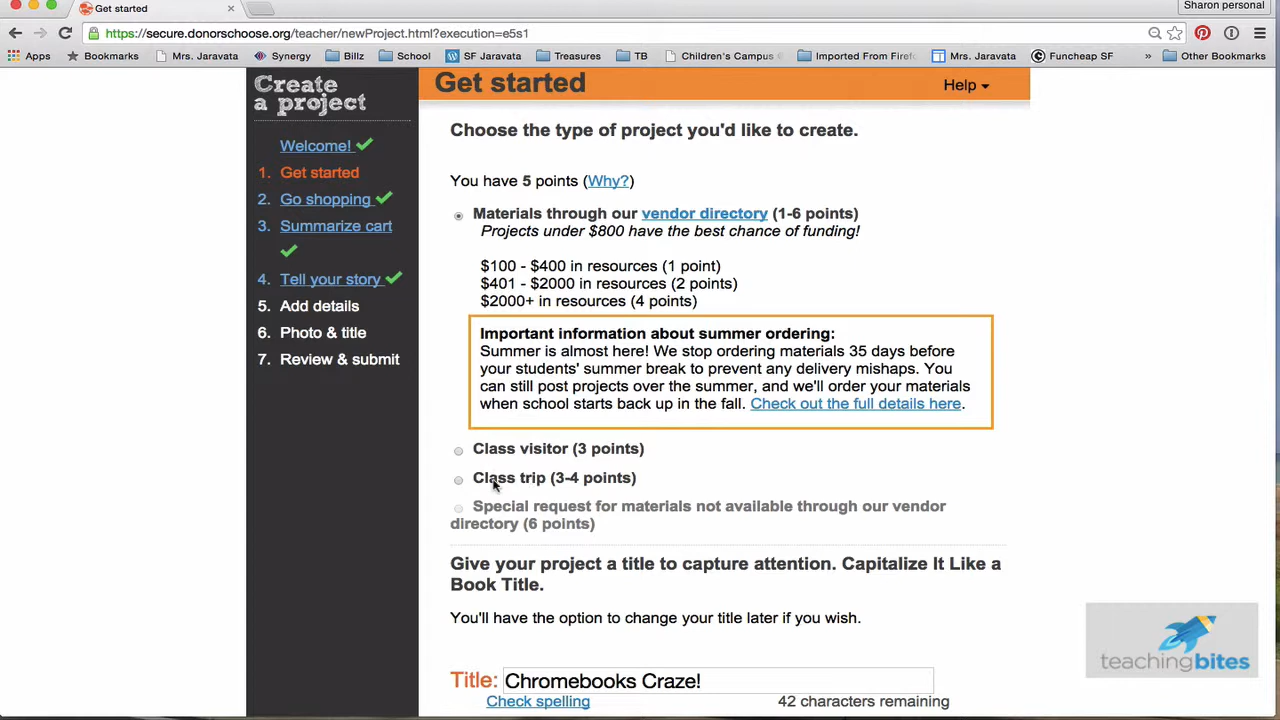 Get started
Sharon personal
https://secure.donorschoose.org/teacher/newProject.html?execution=e5s1
Apps Bookmarks Mrs. Jaravata Synergy Billz School SF Jaravata Treasures TB Children's Campus Imported From Firef Mrs. Jaravata Funcheap SF » Other Bookmarks
Create
a project
Welcome!
1. Get started
2. Go shopping
3. Summarize cart
4. Tell your story
5. Add details
6. Photo & title
7. Review & submit
Get started
Help
Choose the type of project you'd like to create.
You have 5 points (Why?)
Materials through our vendor directory (1-6 points)
Projects under $800 have the best chance of funding!
$100 - $400 in resources (1 point)
$401 - $2000 in resources (2 points)
$2000+ in resources (4 points)
Important information about summer ordering:
Summer is almost here! We stop ordering materials 35 days before
your students' summer break to prevent any delivery mishaps. You
can still post projects over the summer, and we'll order your materials
when school starts back up in the fall. Check out the full details here.
Class visitor (3 points)
Class trip (3-4 points)
Special request for materials not available through our vendor
directory (6 points)
Give your project a title to capture attention. Capitalize It Like a
Book Title.
You'll have the option to change your title later if you wish.
Title: Chromebooks Craze!
Check spelling
42 characters remaining
teachingbites